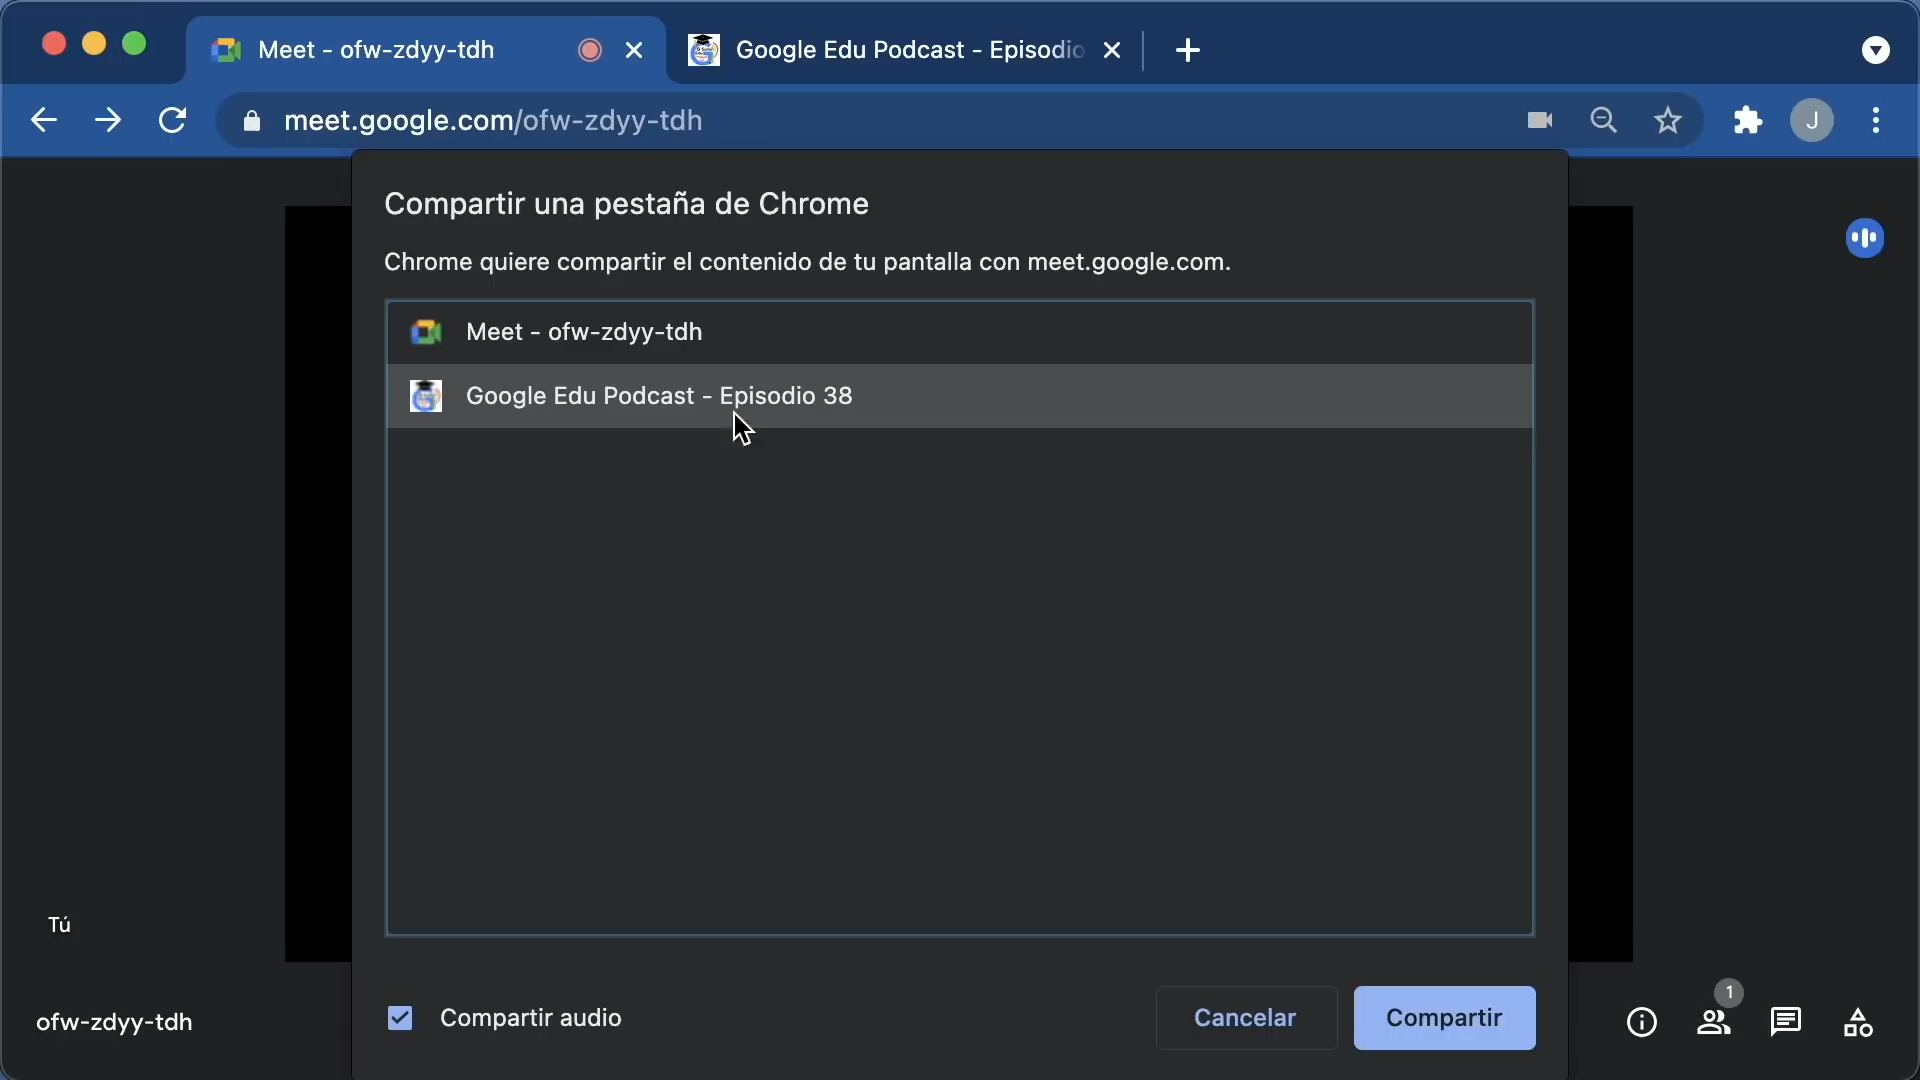 Meet - ofw-zdyy-tdh
Google Edu Podcast - Episodio
meet.google.com/ofw-zdyy-tdh
J
Compartir una pestaña de Chrome
Chrome quiere compartir el contenido de tu pantalla con meet.google.com.
Meet - ofw-zdyy-tdh
Google Edu Podcast - Episodio 38
Tú
ofw-zdyy-tdh
Compartir audio
Cancelar
Compartir
1